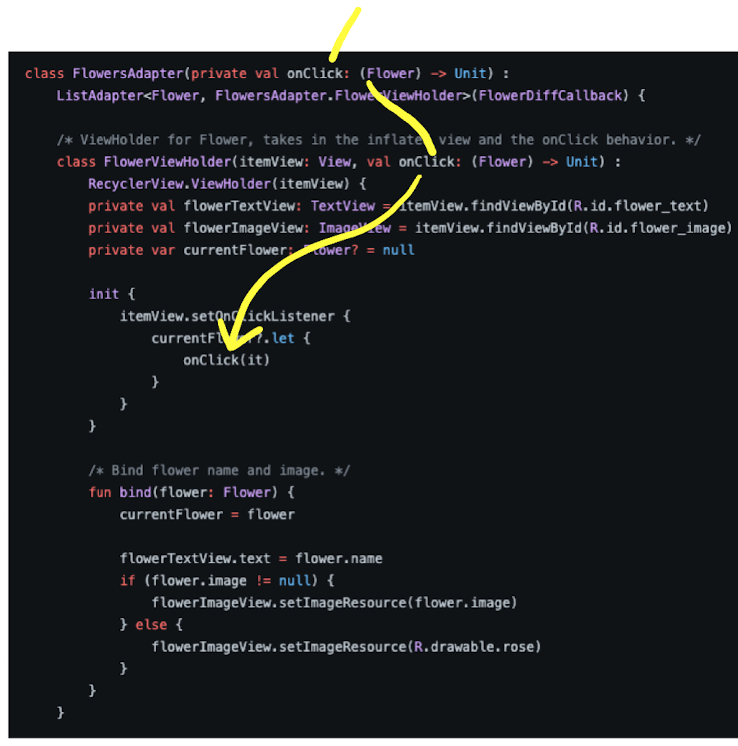 class FlowersAdapter(private val onClick: (Flower) -> Unit) :
    ListAdapter<Flower, FlowersAdapter.FlowerViewHolder>(FlowerDiffCallback) {

    /* ViewHolder for Flower, takes in the inflated view and the onClick behavior. */
    class FlowerViewHolder(itemView: View, val onClick: (Flower) -> Unit) :
        RecyclerView.ViewHolder(itemView) {
        private val flowerTextView: TextView = itemView.findViewById(R.id.flower_text)
        private val flowerImageView: ImageView = itemView.findViewById(R.id.flower_image)
        private var currentFlower: Flower? = null

        init {
            itemView.setOnClickListener {
                currentFlower?.let {
                    onClick(it)
                }
            }
        }

        /* Bind flower name and image. */
        fun bind(flower: Flower) {
            currentFlower = flower

            flowerTextView.text = flower.name
            if (flower.image != null) {
                flowerImageView.setImageResource(flower.image)
            } else {
                flowerImageView.setImageResource(R.drawable.rose)
            }
        }
    }